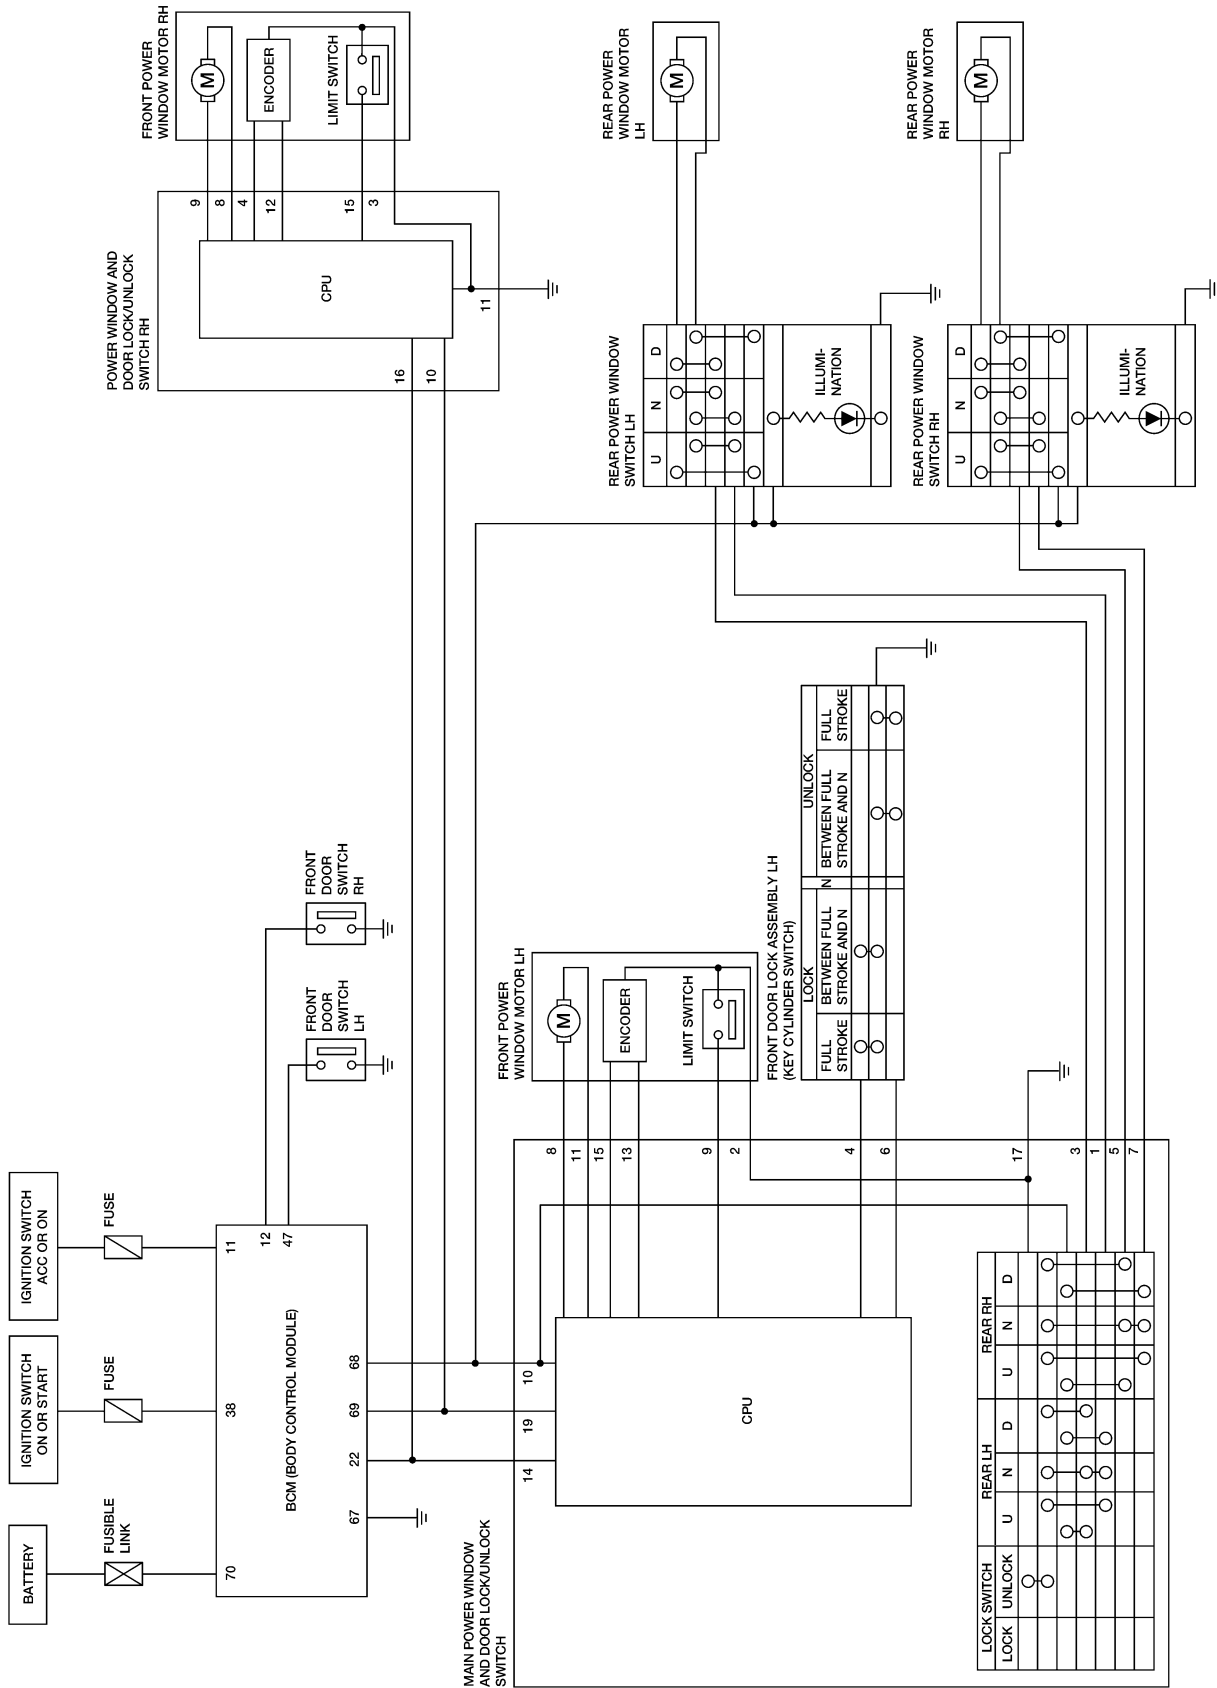 BATTERY
FUSIBLE
LINK
70
IGNITION SWITCH
ON OR START
FUSE
38
IGNITION SWITCH
ACC OR ON
FUSE
11
BCM (BODY CONTROL MODULE)
12
47
67
22
69
68
FRONT
DOOR
SWITCH
LH
FRONT
DOOR
SWITCH
RH
POWER WINDOW AND
DOOR LOCK/UNLOCK
SWITCH RH
CPU
16
10
9
8
4
12
15
3
11
FRONT POWER
WINDOW MOTOR RH
M
ENCODER
LIMIT SWITCH
MAIN POWER WINDOW
AND DOOR LOCK/UNLOCK
SWITCH
14
19
10
CPU
8
11
15
13
9
2
4
6
17
3
1
5
7
FRONT POWER
WINDOW MOTOR LH
M
ENCODER
LIMIT SWITCH
FRONT DOOR LOCK ASSEMBLY LH
(KEY CYLINDER SWITCH)
LOCK
UNLOCK
FULL
STROKE
BETWEEN FULL
STROKE AND N
N
BETWEEN FULL
STROKE AND N
FULL
STROKE
REAR POWER WINDOW
SWITCH LH
U
N
D
ILLUMI-
NATION
REAR POWER
WINDOW MOTOR
LH
M
REAR POWER WINDOW
SWITCH RH
U
N
D
ILLUMI-
NATION
REAR POWER
WINDOW MOTOR
RH
M
LOCK SWITCH
REAR LH
REAR RH
LOCK
UNLOCK
U
N
D
U
N
D